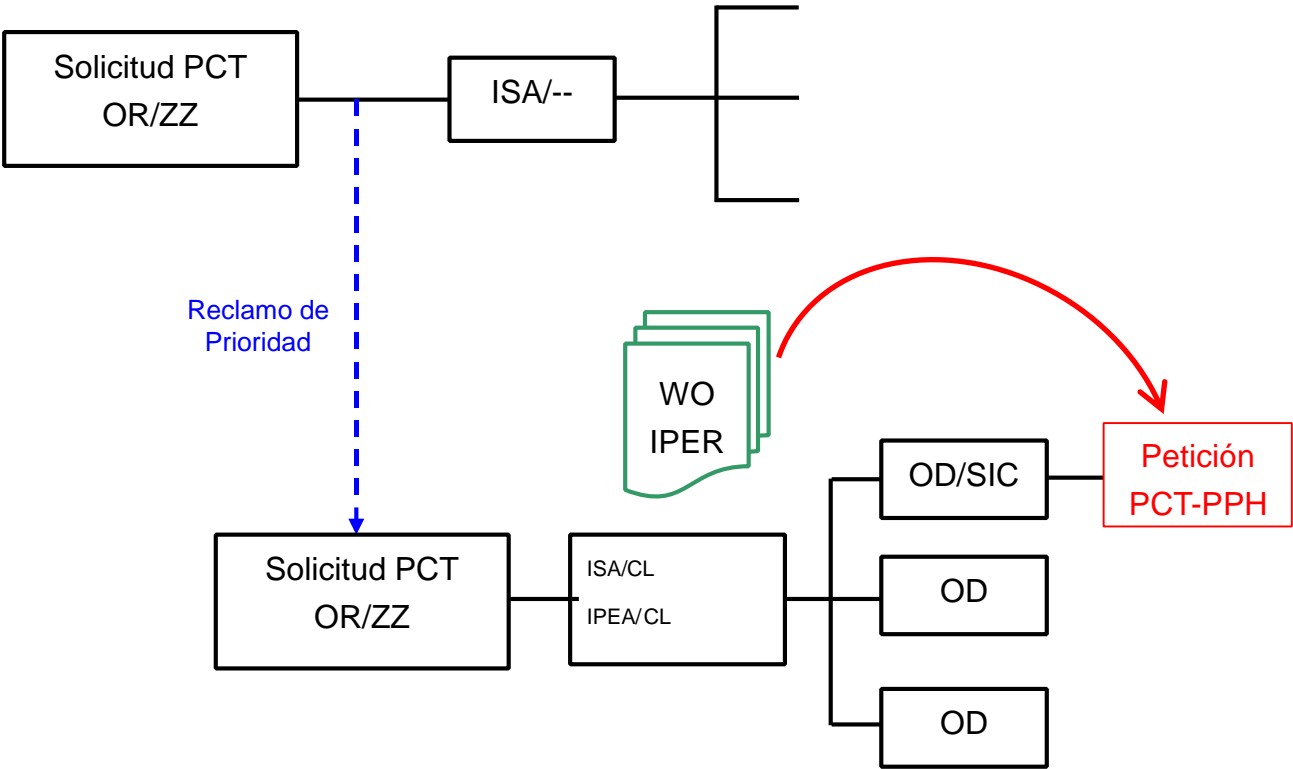 Solicitud PCT
OR/ZZ
ISA/--
Reclamo de
Prioridad
WO
IPER
Petición
PCT-PPH
OD/SIC
Solicitud PCT
OR/ZZ
ISA/CL
IPEA/CL
OD
OD